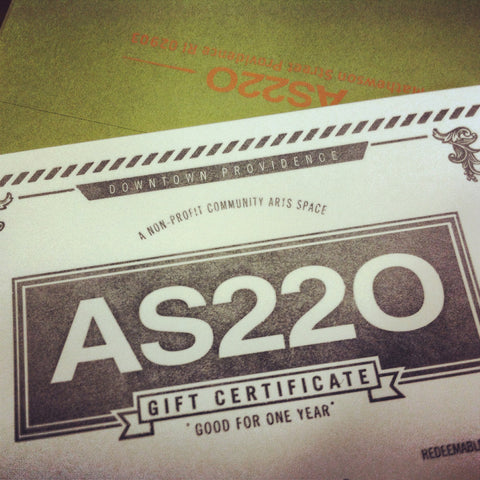 AS220
DOWNTOWN PROVIDENCE
A NON-PROFIT COMMUNITY ARTS SPACE
AS220
GIFT CERTIFICATE
*GOOD FOR ONE YEAR*